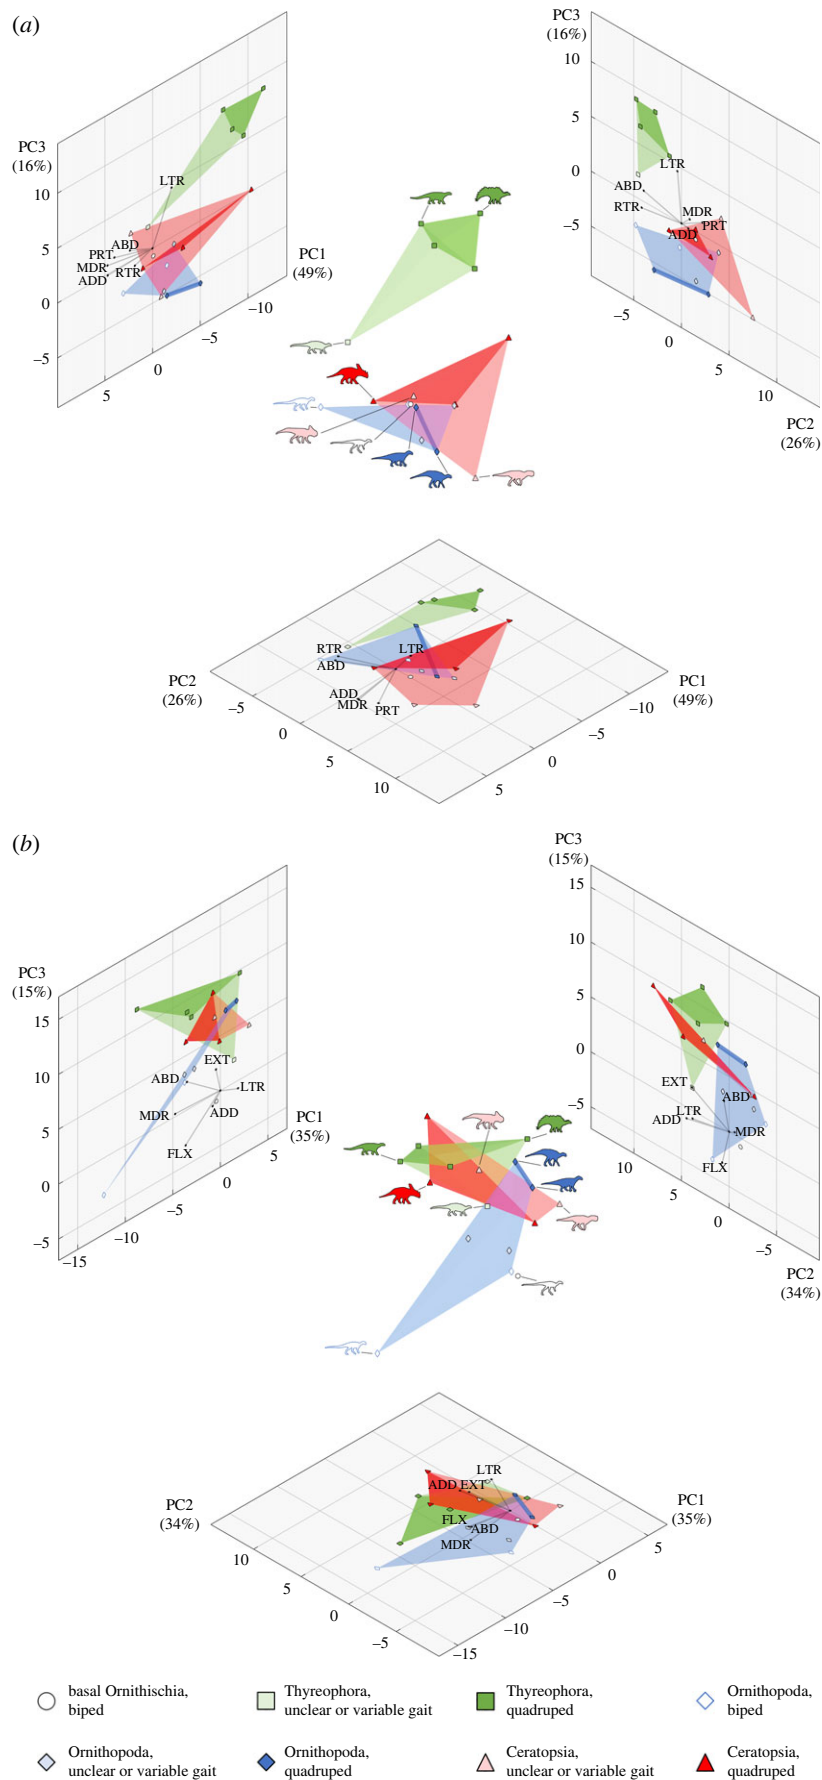 (a)
PC3
(16%)
10
5
0
–5
LTR
ABD
PRT
MDR
RTR
ADD
PC1
(49%)
–10
–5
0
5
PC3
(16%)
10
5
0
–5
LTR
ABD
RTR
MDR
PRT
ADD
–5
0
5
10
PC2
(26%)
RTR
LTR
ABD
ADD
MDR
PRT
PC2
(26%)
–5
0
5
10
PC1
(49%)
–10
–5
0
5
(b)
PC3
(15%)
15
10
5
0
–5
EXT
ABD
LTR
MDR
ADD
FLX
PC1
(35%)
5
0
–5
–10
–15
PC3
(15%)
15
10
5
0
–5
EXT
ABD
LTR
ADD
MDR
FLX
10
5
0
–5
PC2
(34%)
LTR
ADD
EXT
FLX
ABD
MDR
PC2
(34%)
10
5
0
–5
PC1
(35%)
5
0
–5
–10
–15
basal Ornithischia,
biped
Thyreophora,
unclear or variable gait
Thyreophora,
quadruped
Ornithopoda,
biped
Ornithopoda,
unclear or variable gait
Ornithopoda,
quadruped
Ceratopsia,
unclear or variable gait
Ceratopsia,
quadruped